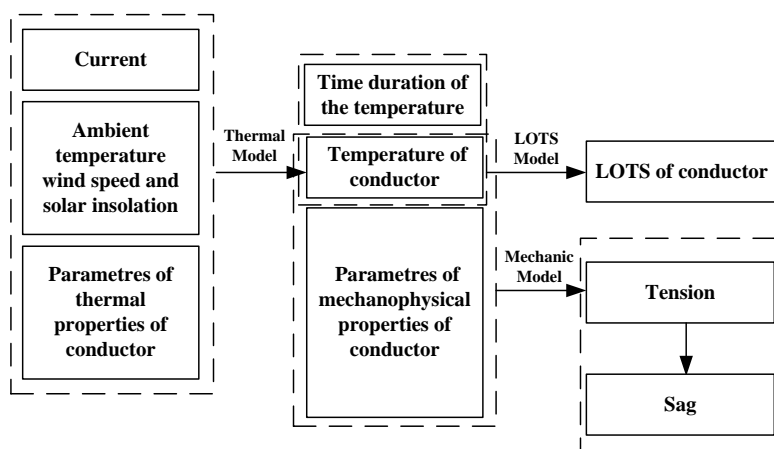 Current
Ambient
temperature
wind speed and
solar insolation
Parametres of
thermal
properties of
conductor
Thermal
Model
Time duration of
the temperature
Temperature of
conductor
Parametres of
mechanophysical
properties of
conductor
LOTS
Model
LOTS of conductor
Mechanic
Model
Tension
Sag